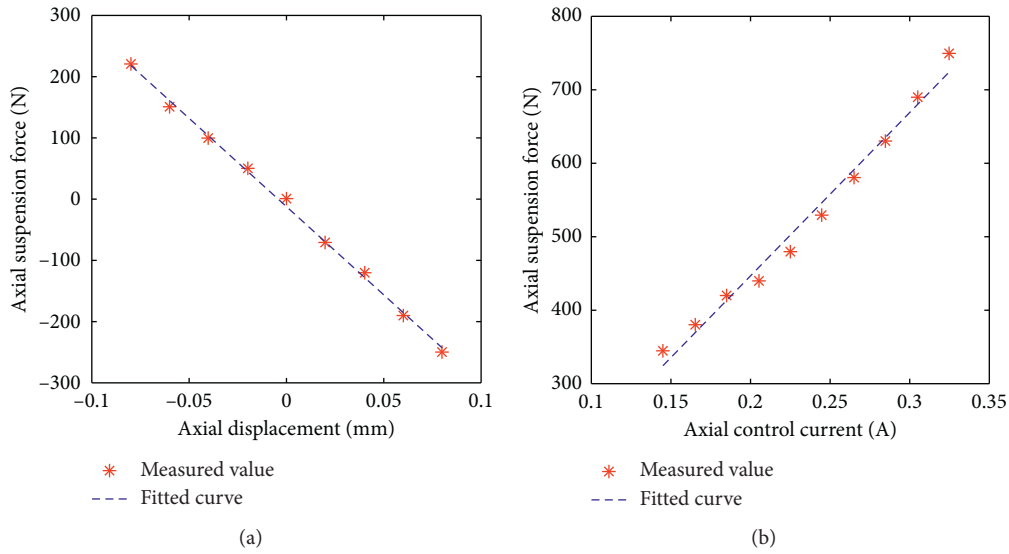 300
200
100
0
–100
–200
–300
–0.1
–0.05
0
0.05
0.1
Axial suspension force (N)
Axial displacement (mm)
Measured value
Fitted curve
(a)
800
700
600
500
400
300
0.1
0.15
0.2
0.25
0.3
0.35
Axial suspension force (N)
Axial control current (A)
Measured value
Fitted curve
(b)